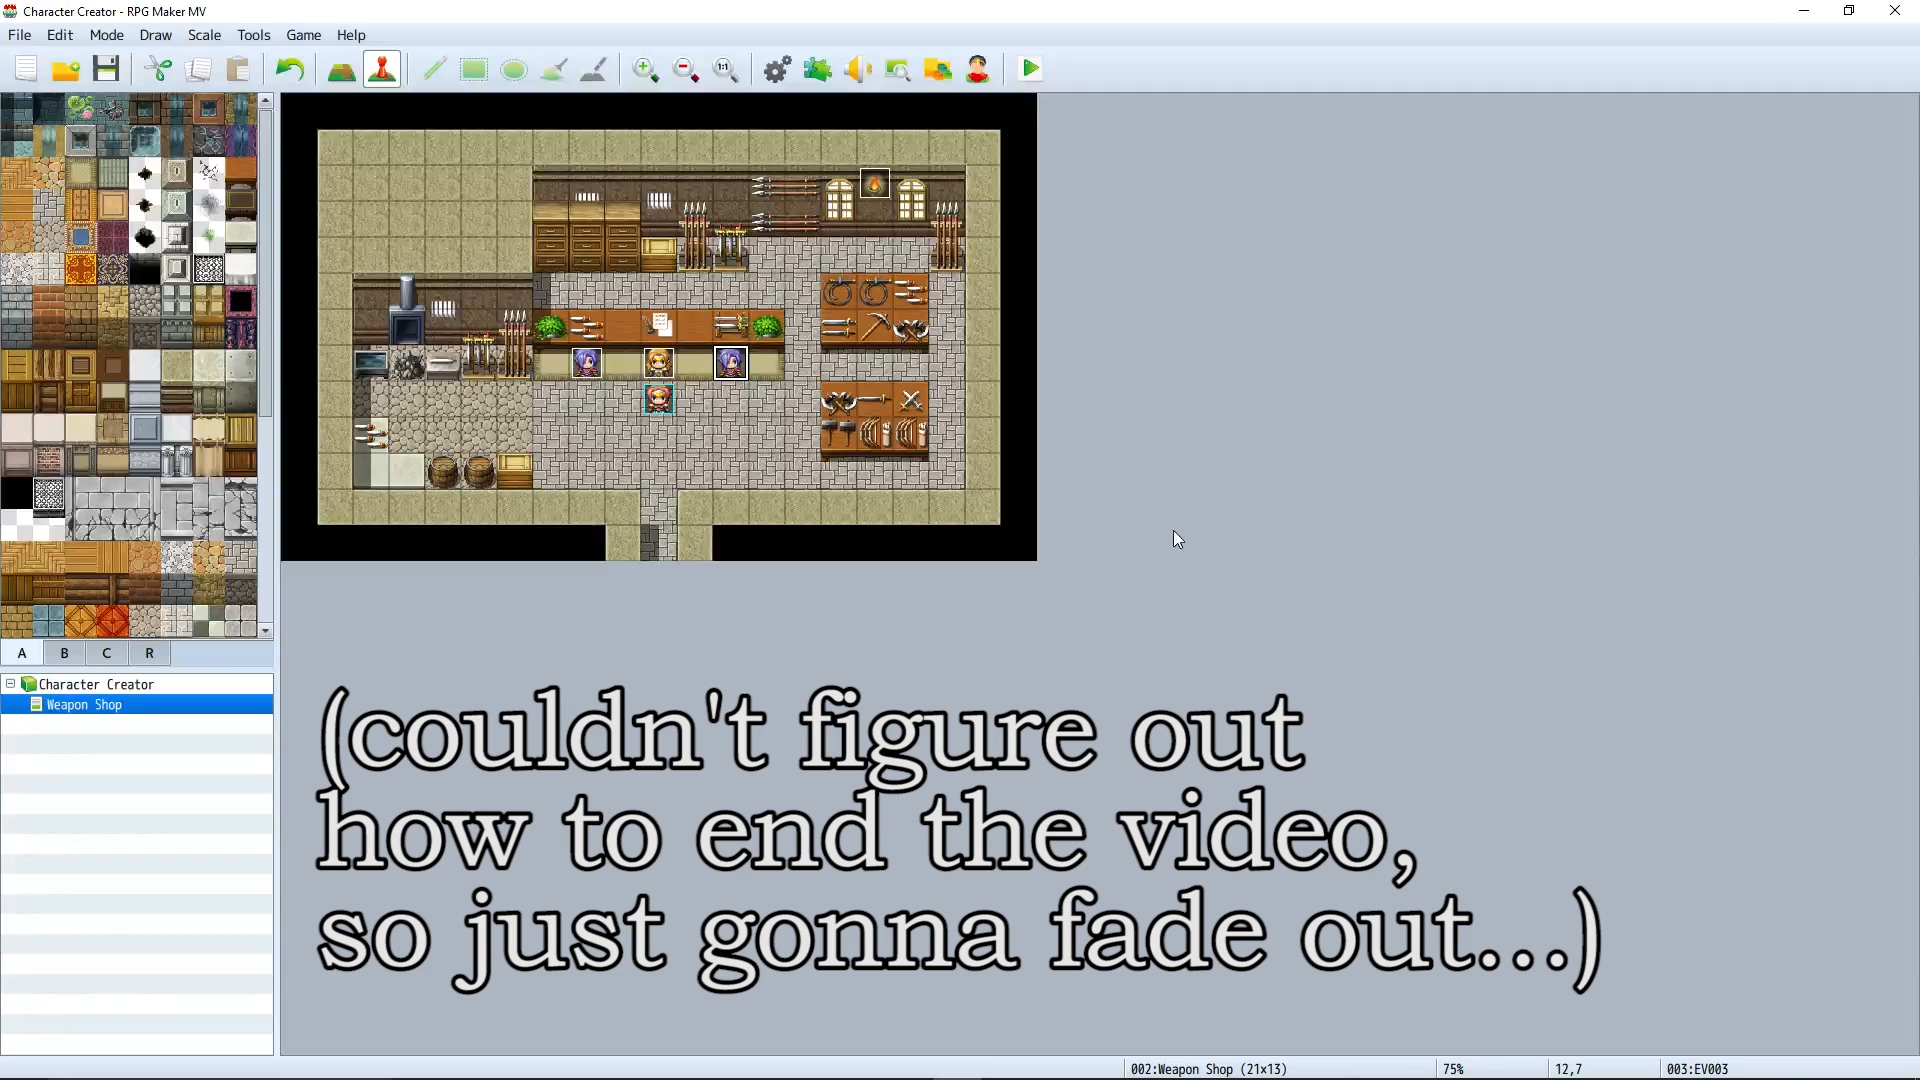 Character Creator - RPG Maker MV
File Edit Mode Draw Scale Tools Game Help
1:1
A B C R
Character Creator
Weapon Shop
(couldn't figure out
how to end the video,
so just gonna fade out...)
002:Weapon Shop (21x13) 75% 12,7 003:EV003